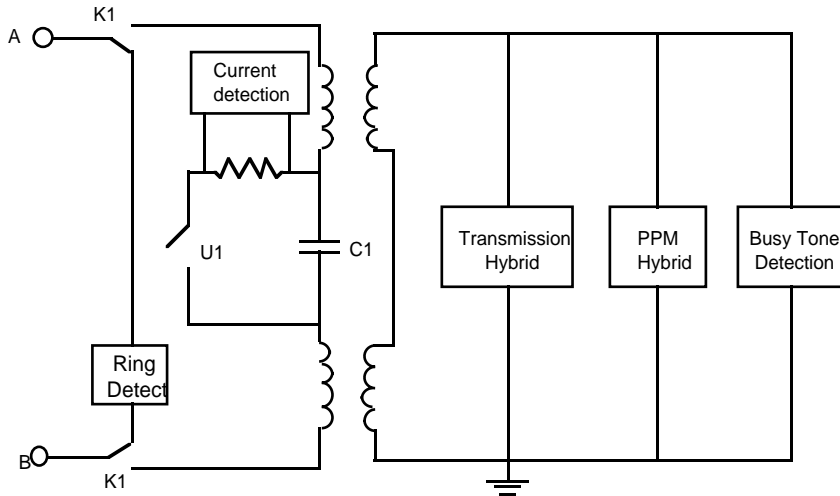 K1
A
Current
detection
U1
C1
Transmission
Hybrid
PPM
Hybrid
Busy Tone
Detection
Ring
Detect
B
K1